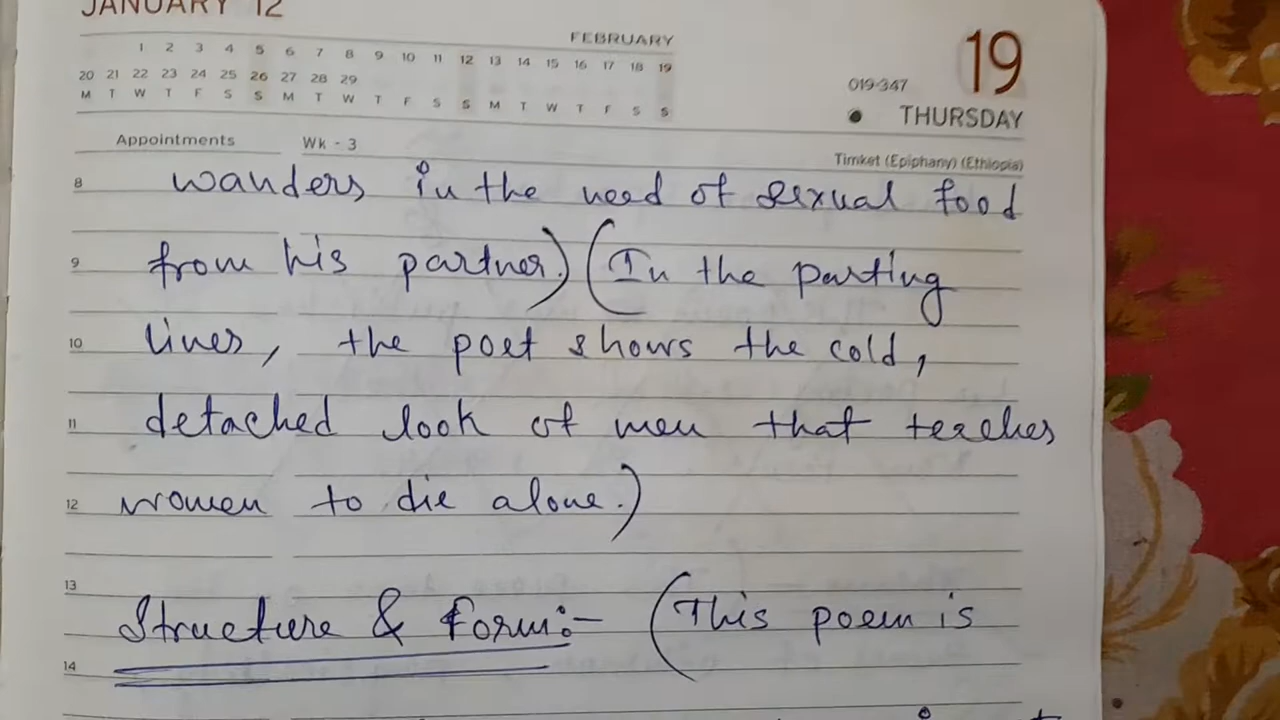 JANUARY 12
FEBRUARY
1 2 3 4 5 6 7 8 9 10 11 12 13 14 15 16 17 18 19
20 21 22 23 24 25 26 27 28 29
M T W T F S S M T W T F S S M T W T F S S
019-347
19
THURSDAY
Appointments Wk - 3
Timket (Epiphany) (Ethiopia)
8 wanders in the need of sexual food
9 from his partner.) (In the parting
10 lines, the poet shows the cold,
11 detached look of men that teaches
12 women to die alone.)
13 Structure & Form:- (This poem is
14